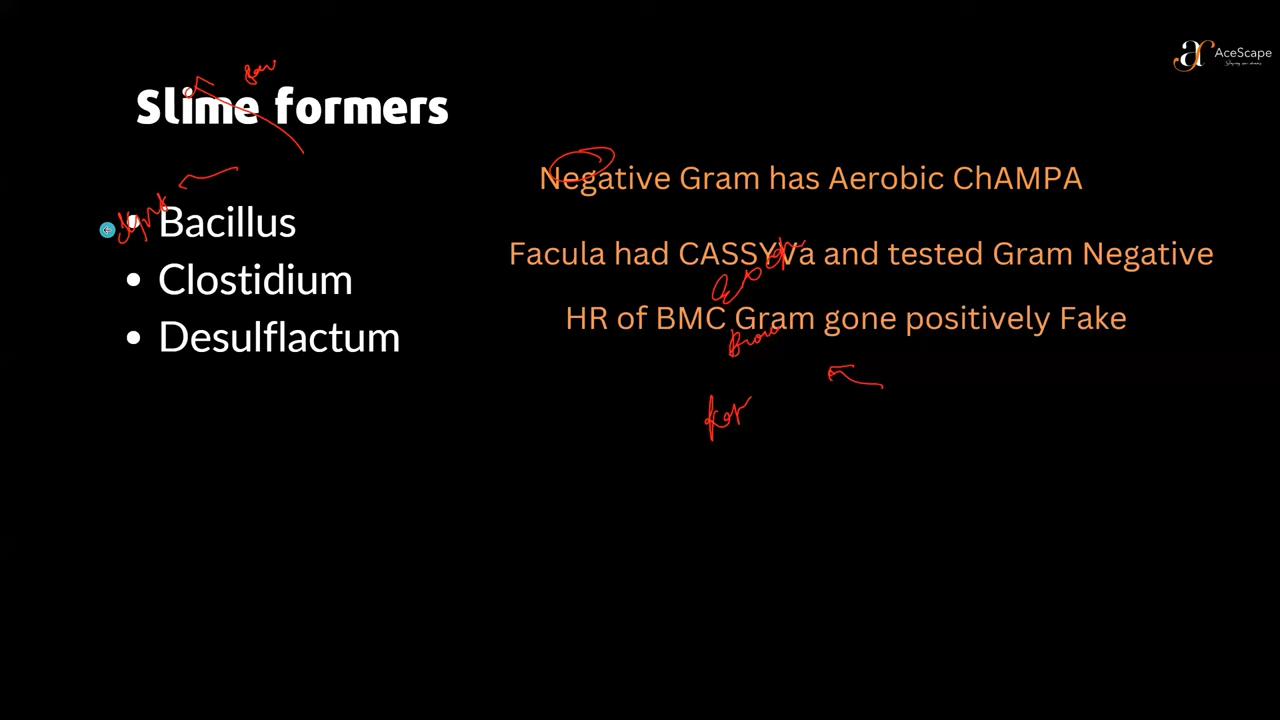 AceScape
Slime formers
Negative Gram has Aerobic ChAMPA
Bacillus
Facula had CASSYVa and tested Gram Negative
Clostidium
HR of BMC Gram gone positively Fake
Desulflactum